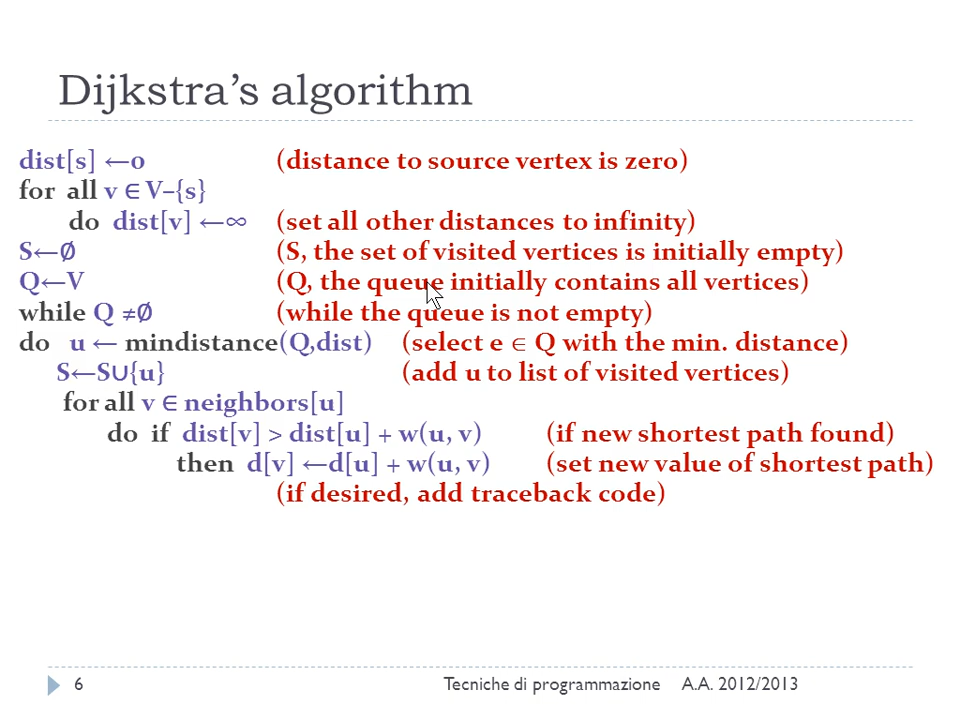 Dijkstra's algorithm
dist[s] ←0 (distance to source vertex is zero)
for all v ∈ V–{s}
do dist[v] ←∞ (set all other distances to infinity)
S←∅ (S, the set of visited vertices is initially empty)
Q←V (Q, the queue initially contains all vertices)
while Q ≠∅ (while the queue is not empty)
do u ← mindistance(Q,dist) (select e ∈ Q with the min. distance)
S←S∪{u} (add u to list of visited vertices)
for all v ∈ neighbors[u]
do if dist[v] > dist[u] + w(u, v) (if new shortest path found)
then d[v] ←d[u] + w(u, v) (set new value of shortest path)
(if desired, add traceback code)
6 Tecniche di programmazione A.A. 2012/2013